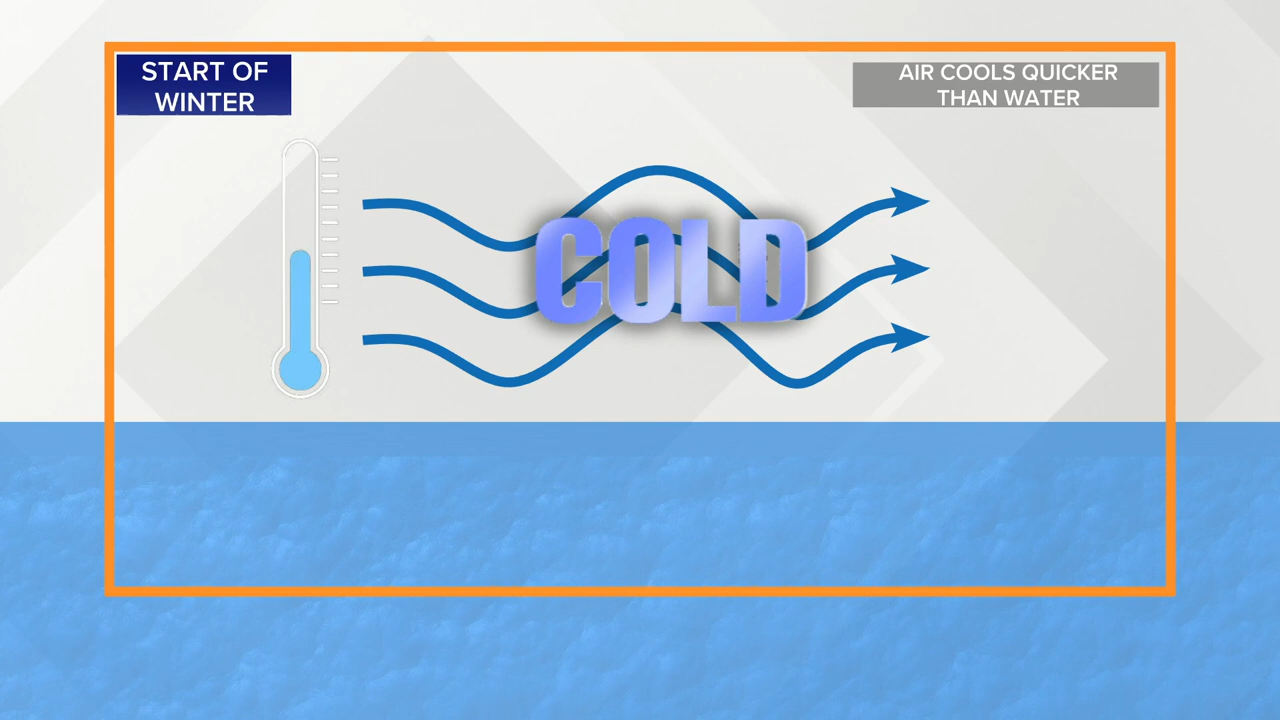 START OF
WINTER
AIR COOLS QUICKER
THAN WATER
COLD